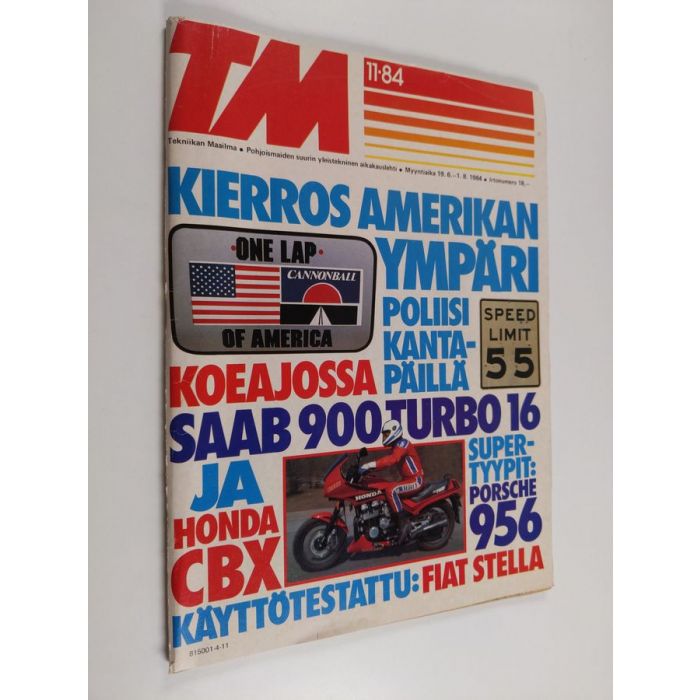 TM
11·84
Tekniikan Maailma • Pohjoismaiden suurin yleistekninen aikakauslehti • Myyntiaika 19. 6.–1. 8. 1984 • Irtonumero 18,–
KIERROS AMERIKAN
YMPÄRI
·ONE LAP·
CANNONBALL
OF AMERICA
POLIISI
KANTA-
PÄILLÄ
SPEED
LIMIT
55
KOEAJOSSA
SAAB 900 TURBO 16
JA
HONDA
CBX
HONDA
SUPER-
TYYPIT:
PORSCHE
956
KÄYTTÖTESTATTU: FIAT STELLA
815001-4-11